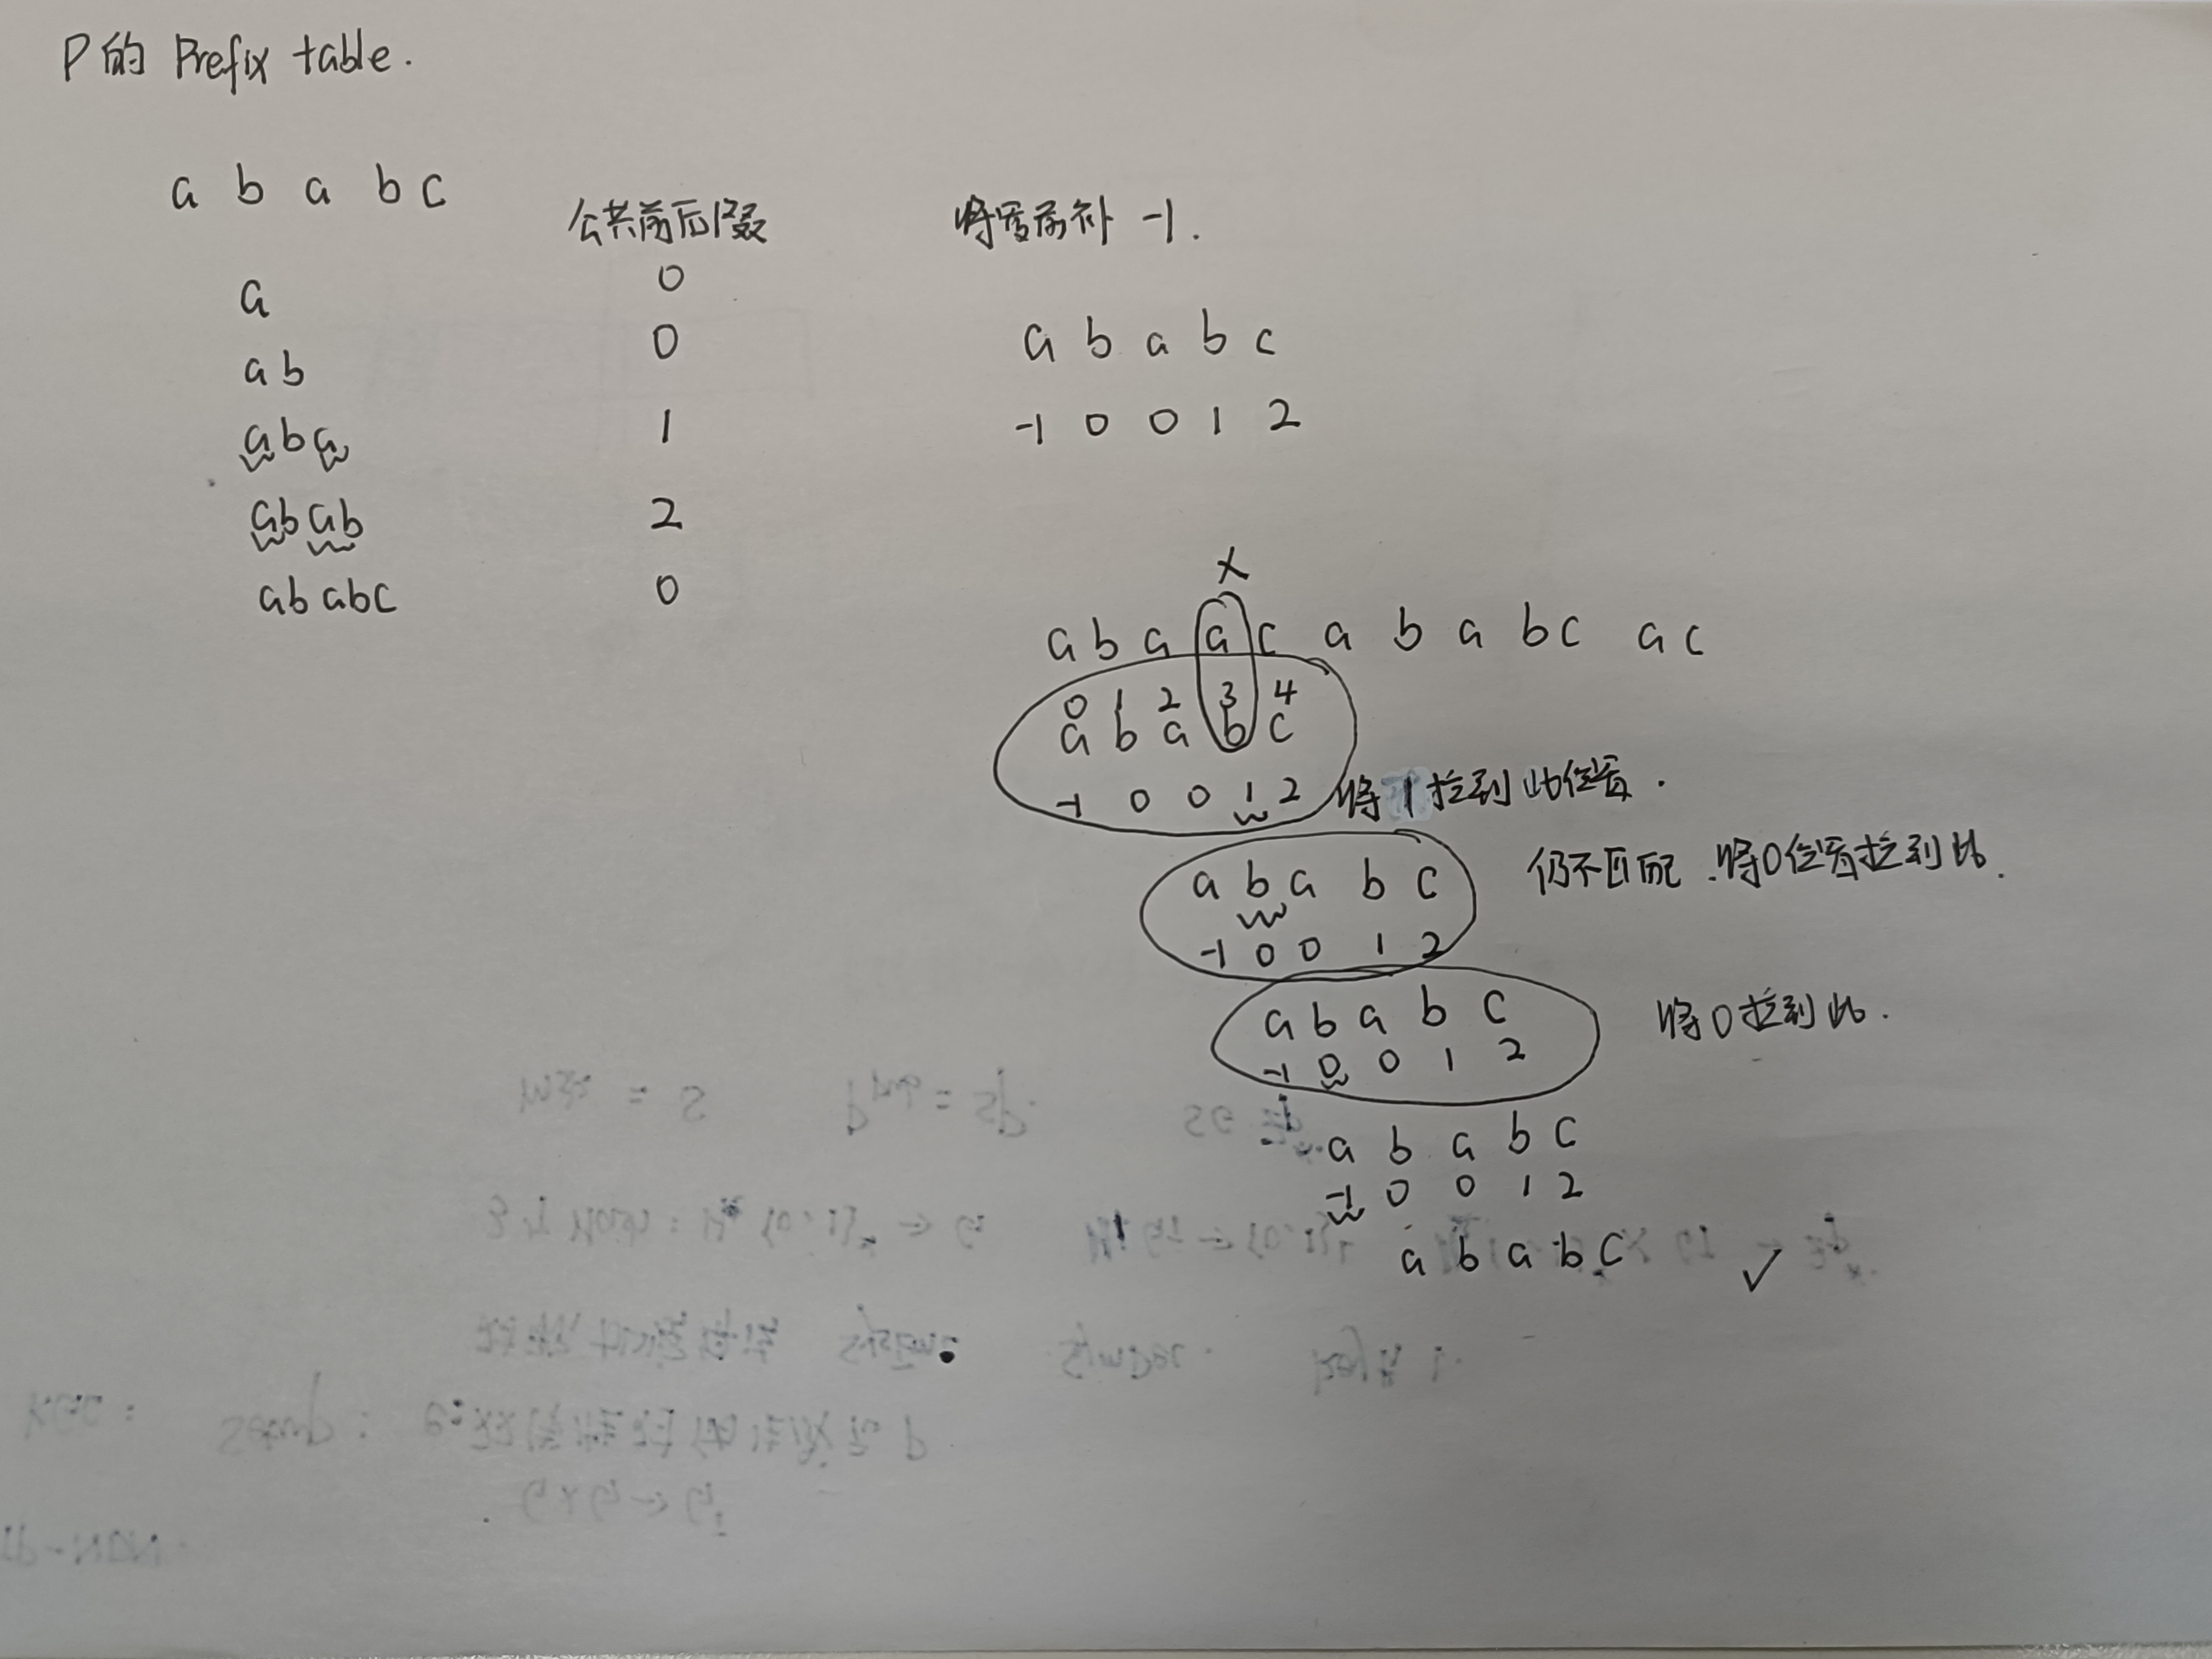 P的 Prefix table.
a b a b c
公共前后缀 将最前补 -1.
a 0
ab 0
aba 1
abab 2
ababc 0
a b a b c
-1 0 0 1 2
x
a b a a c a b a b c a c
0 1 2 3 4
a b a b c
-1 0 0 1 2 将1拉到此位置.
a b a b c 仍不匹配.将0位置拉到此.
-1 0 0 1 2
a b a b c 将0拉到此.
-1 0 0 1 2
a b a b c
-1 0 0 1 2
a b a b c ✓